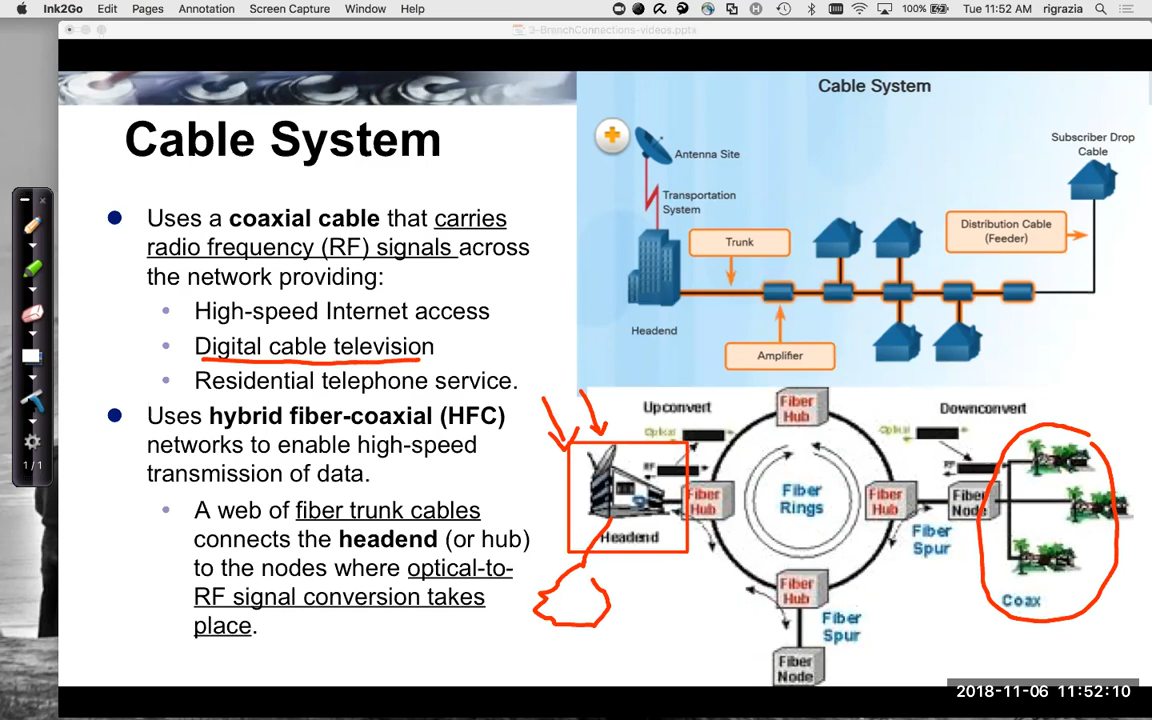 Ink2Go Edit Pages Annotation Screen Capture Window Help
100% Tue 11:52 AM rigrazia
3-BranchConnections-videos.pptx
Cable System
Uses a coaxial cable that carries
radio frequency (RF) signals across
the network providing:
High-speed Internet access
Digital cable television
Residential telephone service.
Uses hybrid fiber-coaxial (HFC)
networks to enable high-speed
transmission of data.
A web of fiber trunk cables
connects the headend (or hub)
to the nodes where optical-to-
RF signal conversion takes
place.
1/1
Cable System
Antenna Site
Transportation
System
Trunk
Headend
Amplifier
Distribution Cable
(Feeder)
Subscriber Drop
Cable
Upconvert
Optical
RF
Headend
Fiber
Hub
Fiber
Hub
Fiber
Rings
Fiber
Hub
Fiber
Hub
Fiber
Spur
Fiber
Node
Downconvert
Optical
RF
Fiber
Node
Fiber
Spur
Coax
2018-11-06 11:52:10